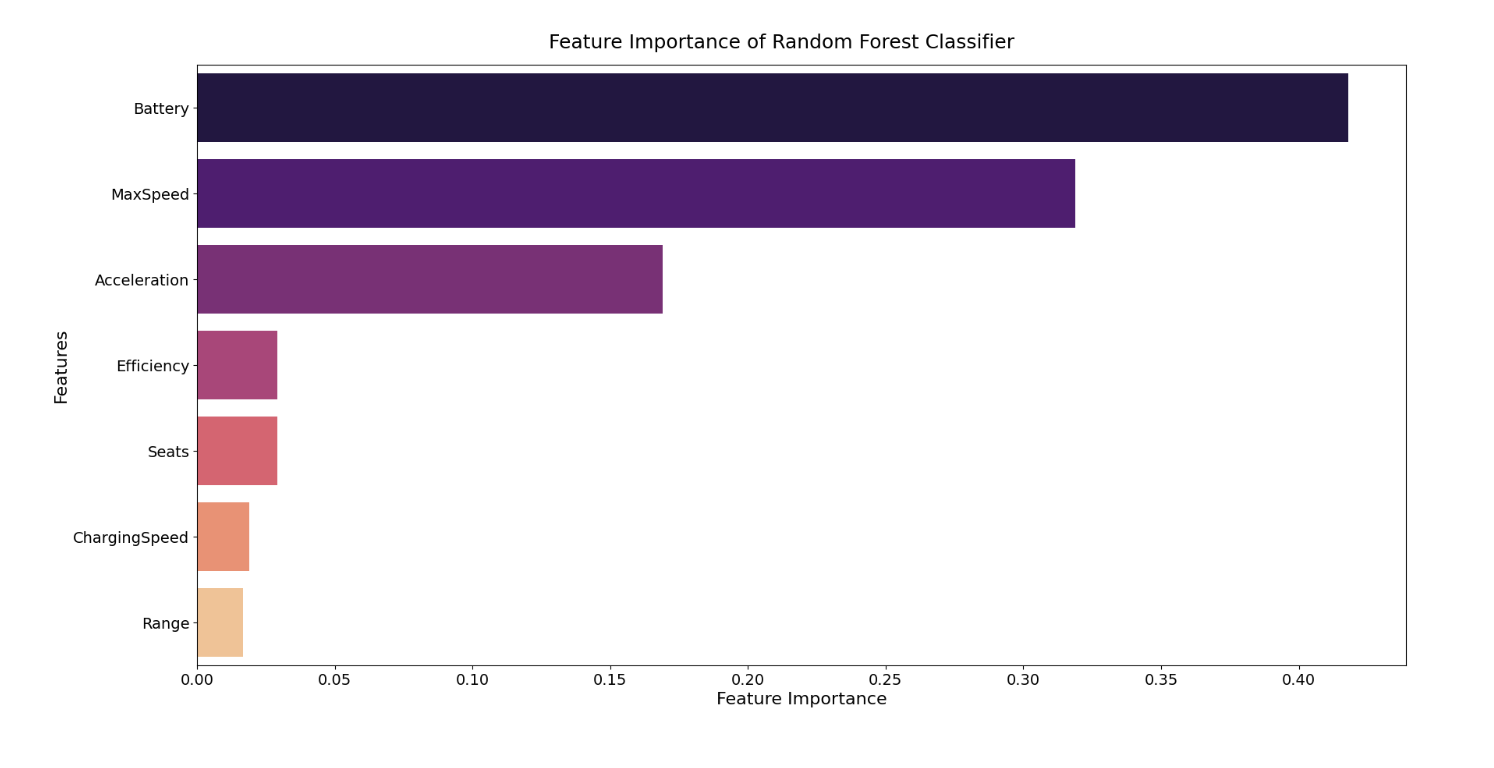 Feature Importance of Random Forest Classifier
Features
Battery
MaxSpeed
Acceleration
Efficiency
Seats
ChargingSpeed
Range
0.00 0.05 0.10 0.15 0.20 0.25 0.30 0.35 0.40
Feature Importance